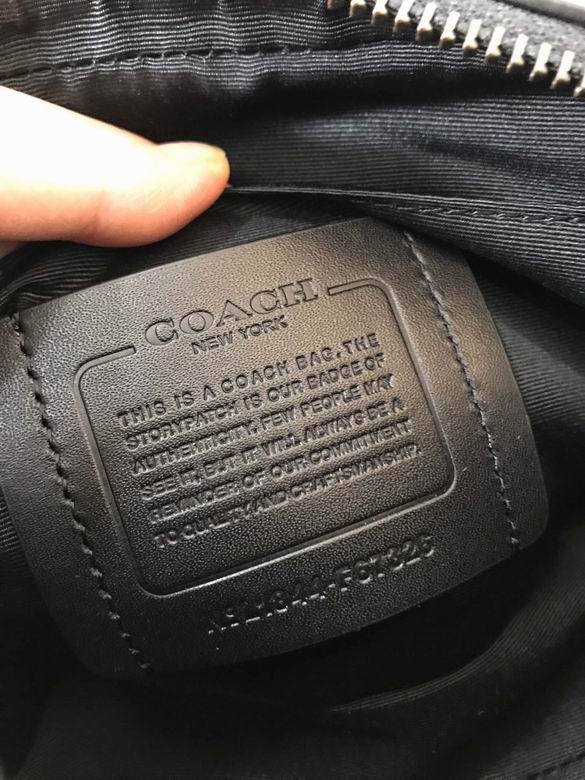 COACH
NEW YORK
THIS IS A COACH BAG. THE
STORYPATCH IS OUR BADGE OF
AUTHENTICITY. FEW PEOPLE MAY
SEE IT, BUT IT WILL ALWAYS BE A
REMINDER OF OUR COMMITMENT
TO QUALITY AND CRAFTSMANSHIP.